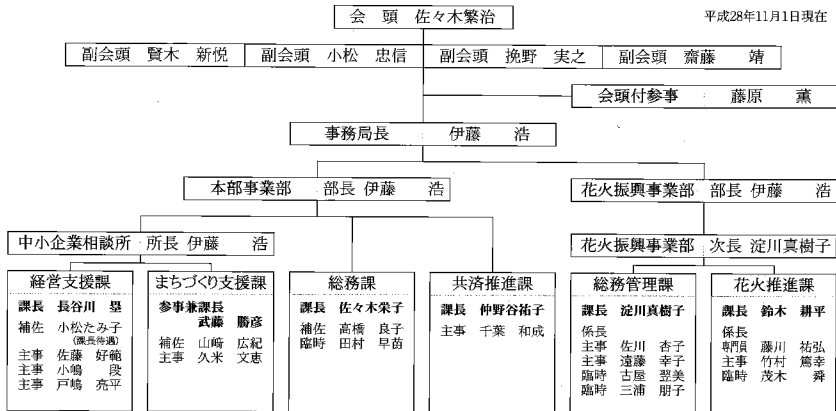 会頭 佐々木繁治
平成28年11月1日現在
副会頭 賢木 新悦
副会頭 小松 忠信
副会頭 挽野 実之
副会頭 齋藤 靖
会頭付参事 藤原 薫
事務局長 伊藤 浩
本部事業部 部長 伊藤 浩
花火振興事業部 部長 伊藤 浩
中小企業相談所 所長 伊藤 浩
花火振興事業部 次長 淀川真樹子
経営支援課
課長 長谷川 塁
補佐 小松たみ子
(課長待遇)
主事 佐藤 好範
主事 小嶋 段
主事 戸嶋 亮平
まちづくり支援課
参事兼課長
武藤 勝彦
補佐 山﨑 広紀
主事 久米 文恵
総務課
課長 佐々木栄子
補佐 高橋 良子
臨時 田村 早苗
共済推進課
課長 仲野谷祐子
主事 千葉 和成
総務管理課
課長 淀川真樹子
係長
主事 佐川 杏子
主事 遠藤 幸子
臨時 古屋 翌美
臨時 三浦 朋子
花火推進課
課長 鈴木 耕平
係長
専門員 藤川 祐弘
主事 竹村 篤幸
臨時 茂木 舜